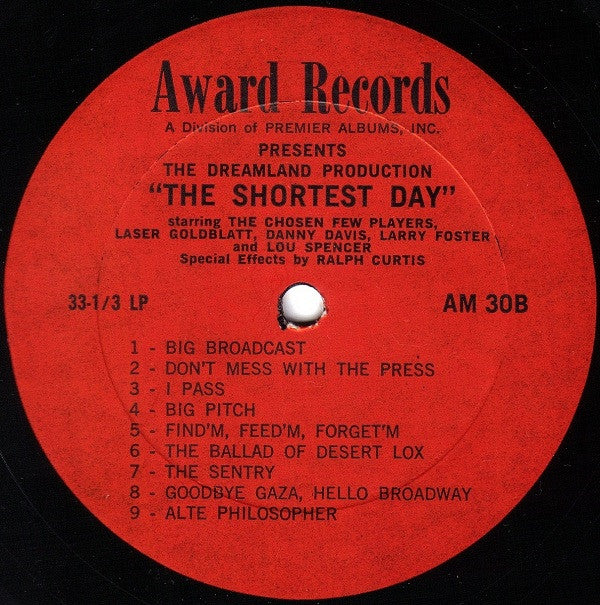 Award Records
A Division of PREMIER ALBUMS, INC.
PRESENTS
THE DREAMLAND PRODUCTION
"THE SHORTEST DAY"
starring THE CHOSEN FEW PLAYERS,
LASER GOLDBLATT, DANNY DAVIS, LARRY FOSTER
and LOU SPENCER
Special Effects by RALPH CURTIS
33-1/3 LP AM 30B
1 - BIG BROADCAST
2 - DON'T MESS WITH THE PRESS
3 - I PASS
4 - BIG PITCH
5 - FIND'M, FEED'M, FORGET'M
6 - THE BALLAD OF DESERT LOX
7 - THE SENTRY
8 - GOODBYE GAZA, HELLO BROADWAY
9 - ALTE PHILOSOPHER